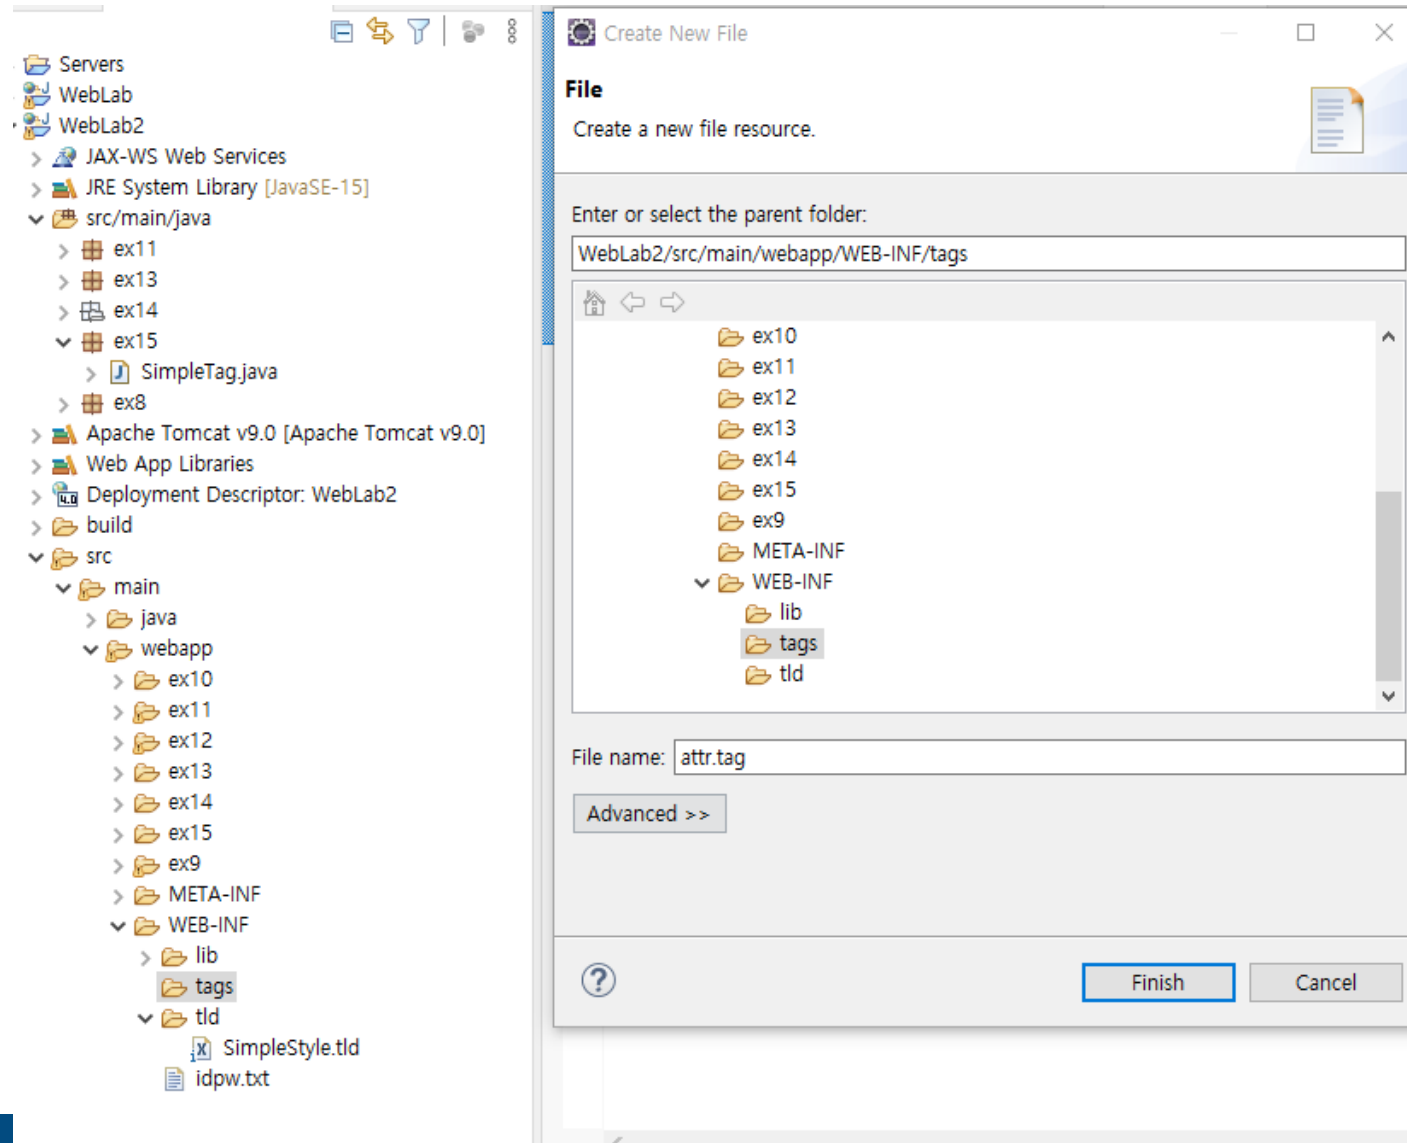 Servers
WebLab
WebLab2
JAX-WS Web Services
JRE System Library [JavaSE-15]
src/main/java
ex11
ex13
ex14
ex15
SimpleTag.java
ex8
Apache Tomcat v9.0 [Apache Tomcat v9.0]
Web App Libraries
Deployment Descriptor: WebLab2
build
src
main
java
webapp
ex10
ex11
ex12
ex13
ex14
ex15
ex9
META-INF
WEB-INF
lib
tags
tld
SimpleStyle.tld
idpw.txt
Create New File
File
Create a new file resource.
Enter or select the parent folder:
WebLab2/src/main/webapp/WEB-INF/tags
ex10
ex11
ex12
ex13
ex14
ex15
ex9
META-INF
WEB-INF
lib
tags
tld
File name: attr.tag
Advanced >>
Finish Cancel